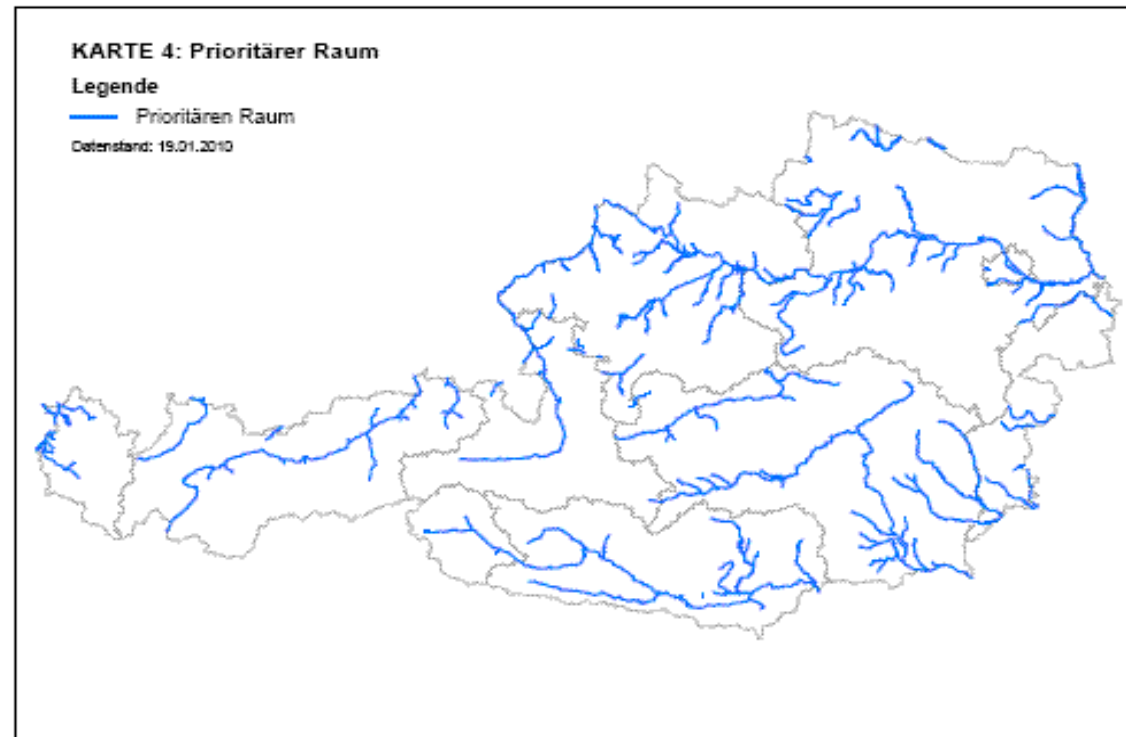 KARTE 4: Prioritärer Raum
Legende
Prioritären Raum
Datenstand: 19.01.2010